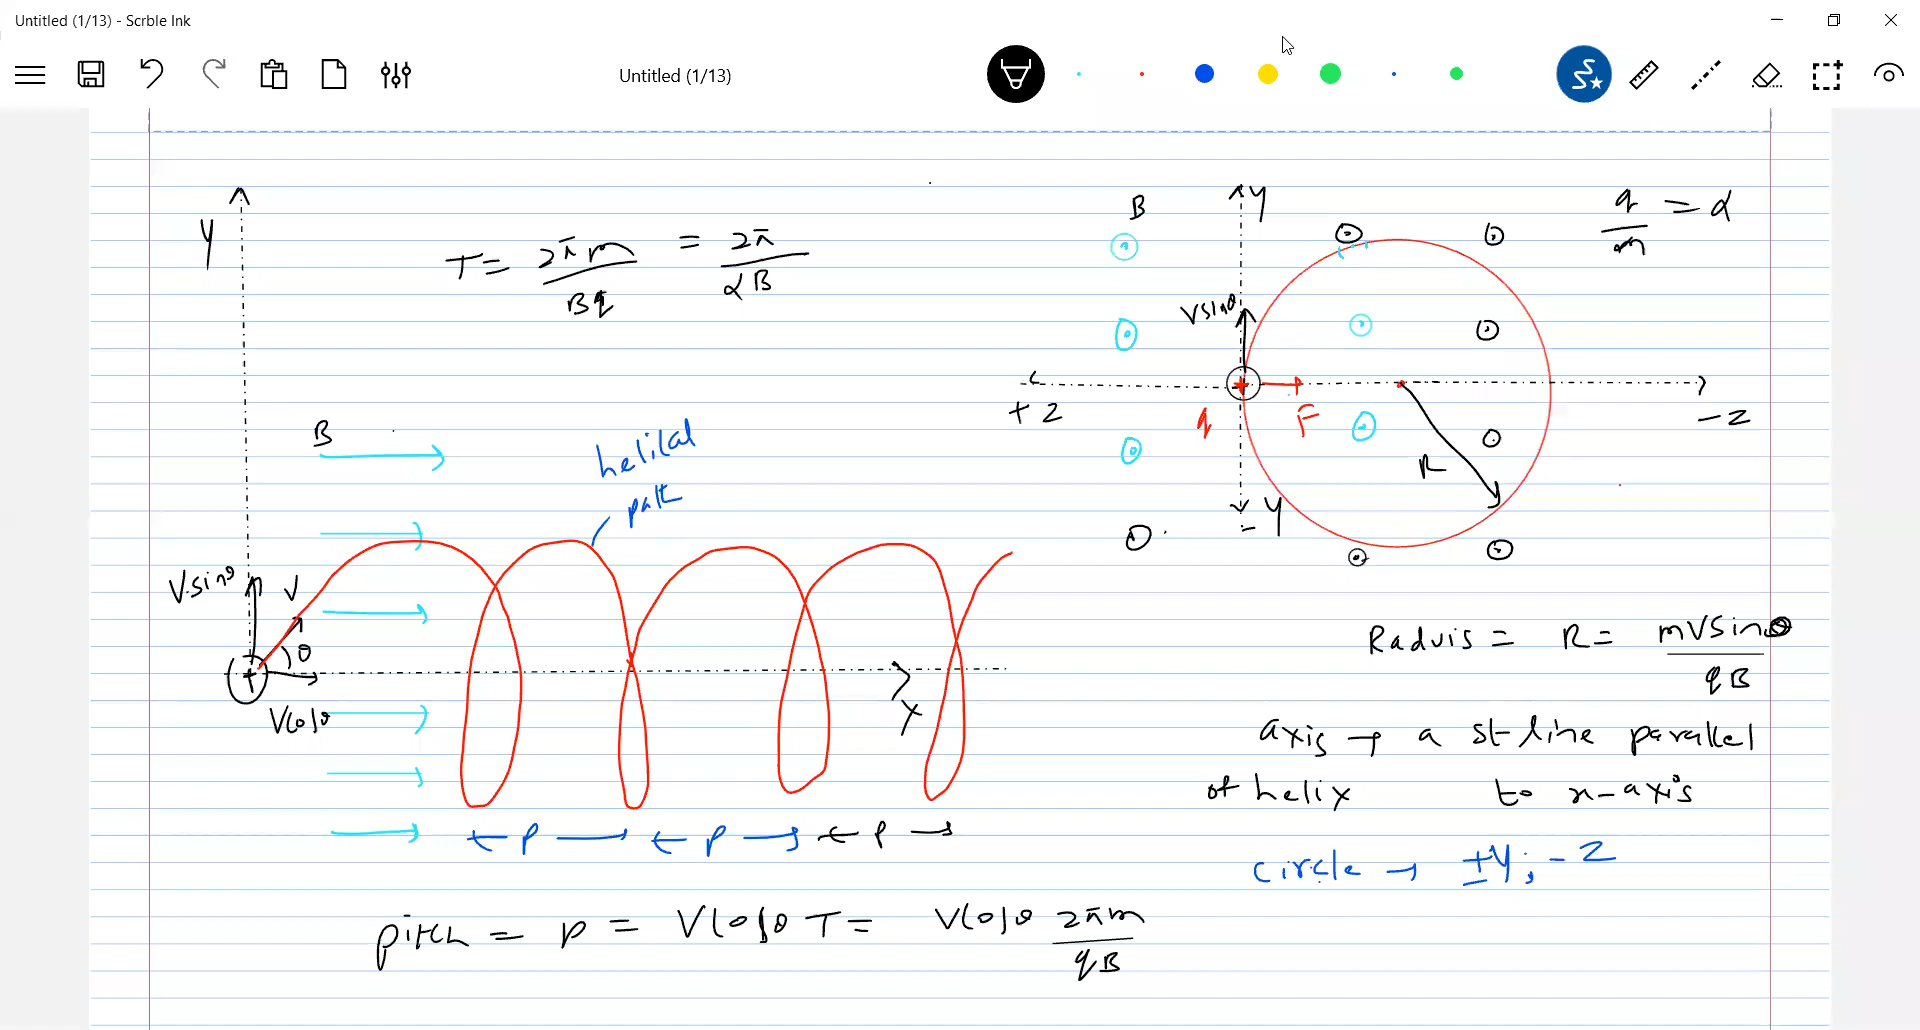 Untitled (1/13) - Scrble Ink
Untitled (1/13)
Y
T = 2πm / Bq = 2π / αB
B
Y
q / m = α
Vsinθ
+ Z
- Z
q
F
R
- Y
B
helical
path
Vsinθ
V
θ
Vcosθ
X
Radius = R = mVsinθ / qB
axis → a st line parallel
of helix to x-axis
P P P
circle → ±Y; - Z
pitch = P = Vcosθ T = Vcosθ 2πm / qB